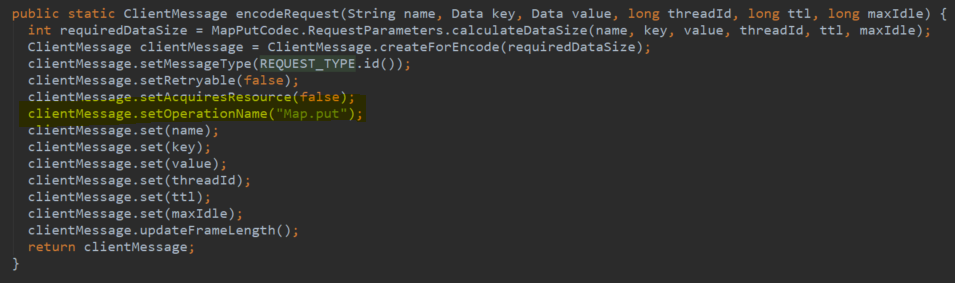 public static ClientMessage encodeRequest(String name, Data key, Data value, long threadId, long ttl, long maxIdle) {
int requiredDataSize = MapPutCodec.RequestParameters.calculateDataSize(name, key, value, threadId, ttl, maxIdle);
ClientMessage clientMessage = ClientMessage.createForEncode(requiredDataSize);
clientMessage.setMessageType(REQUEST_TYPE.id());
clientMessage.setRetryable(false);
clientMessage.setAcquiresResource(false);
clientMessage.setOperationName("Map.put");
clientMessage.set(name);
clientMessage.set(key);
clientMessage.set(value);
clientMessage.set(threadId);
clientMessage.set(ttl);
clientMessage.set(maxIdle);
clientMessage.updateFrameLength();
return clientMessage;
}